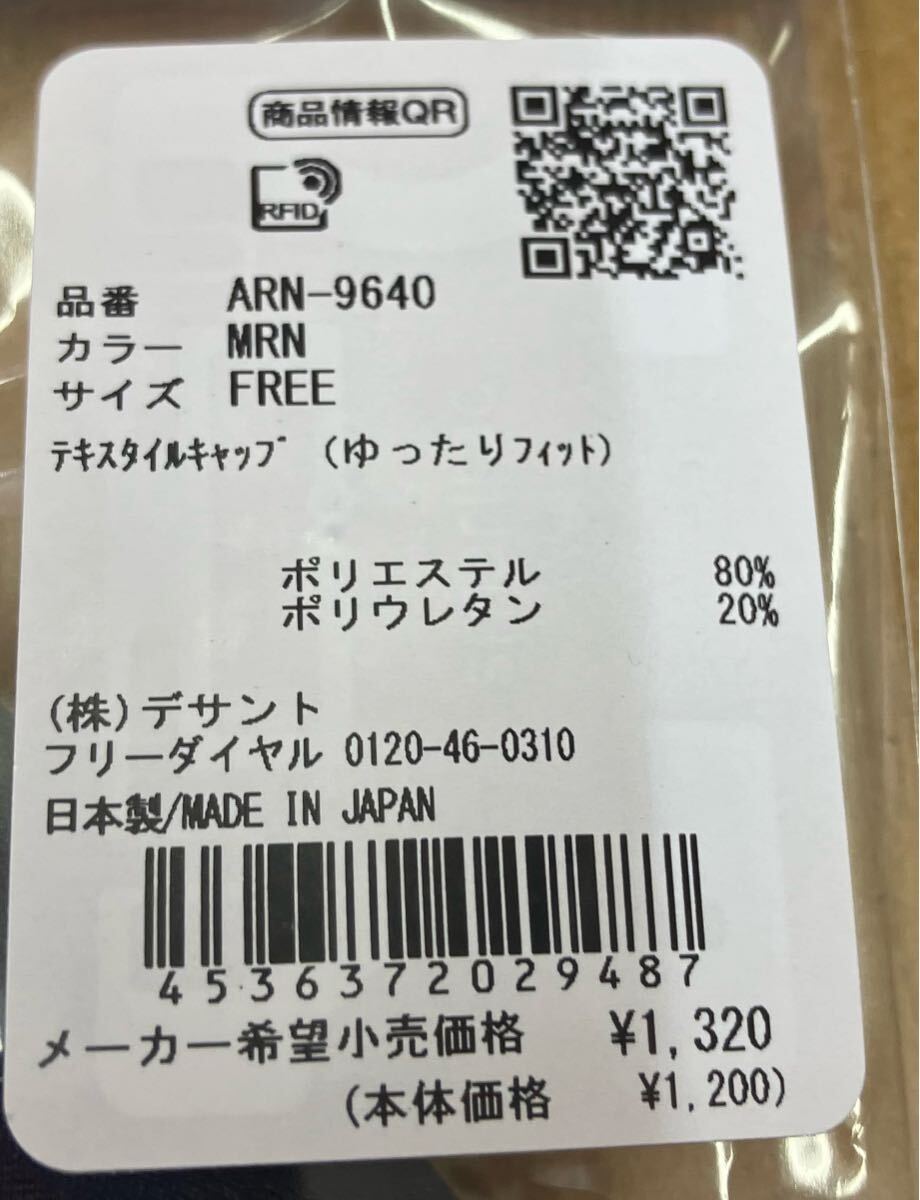 商品情報QR
RFID
品番 ARN-9640
カラー MRN
サイズ FREE
ﾃｷｽﾀｲﾙｷｬｯﾌﾟ (ゆったりﾌｨｯﾄ)
ポリエステル 80%
ポリウレタン 20%
(株)デサント
フリーダイヤル 0120-46-0310
日本製/MADE IN JAPAN
4536372029487
メーカー希望小売価格 ¥1,320
(本体価格 ¥1,200)